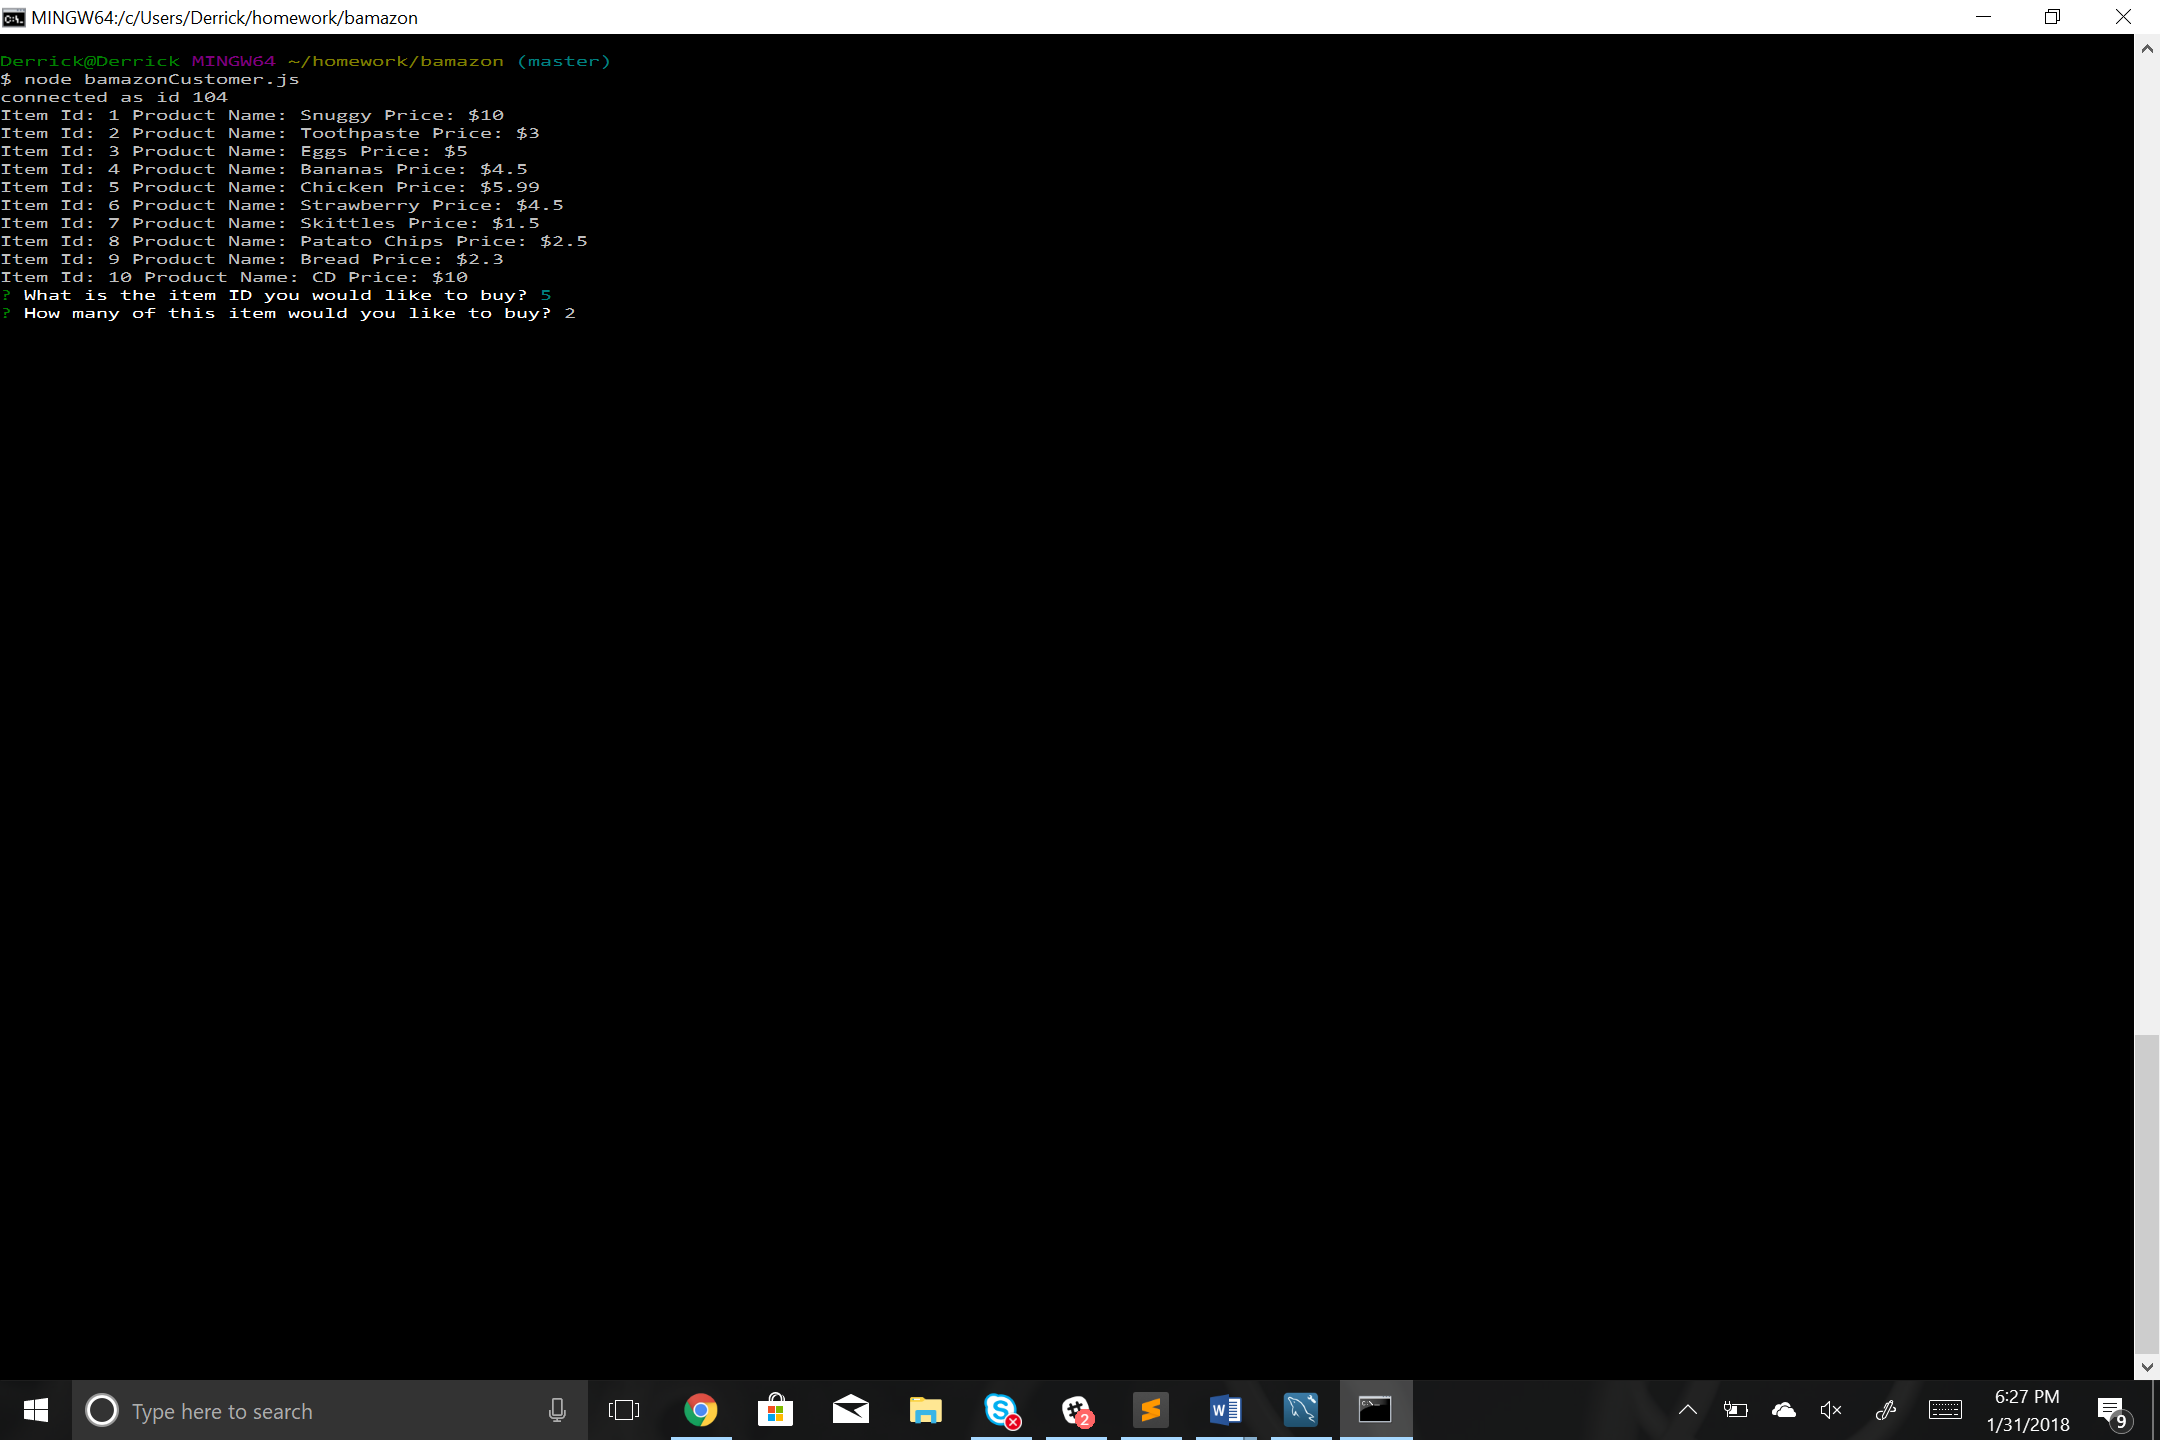 MINGW64:/c/Users/Derrick/homework/bamazon
Derrick@Derrick MINGW64 ~/homework/bamazon (master)
$ node bamazonCustomer.js
connected as id 104
Item Id: 1 Product Name: Snuggy Price: $10
Item Id: 2 Product Name: Toothpaste Price: $3
Item Id: 3 Product Name: Eggs Price: $5
Item Id: 4 Product Name: Bananas Price: $4.5
Item Id: 5 Product Name: Chicken Price: $5.99
Item Id: 6 Product Name: Strawberry Price: $4.5
Item Id: 7 Product Name: Skittles Price: $1.5
Item Id: 8 Product Name: Patato Chips Price: $2.5
Item Id: 9 Product Name: Bread Price: $2.3
Item Id: 10 Product Name: CD Price: $10
? What is the item ID you would like to buy? 5
? How many of this item would you like to buy? 2
Type here to search
2
6:27 PM
1/31/2018
9